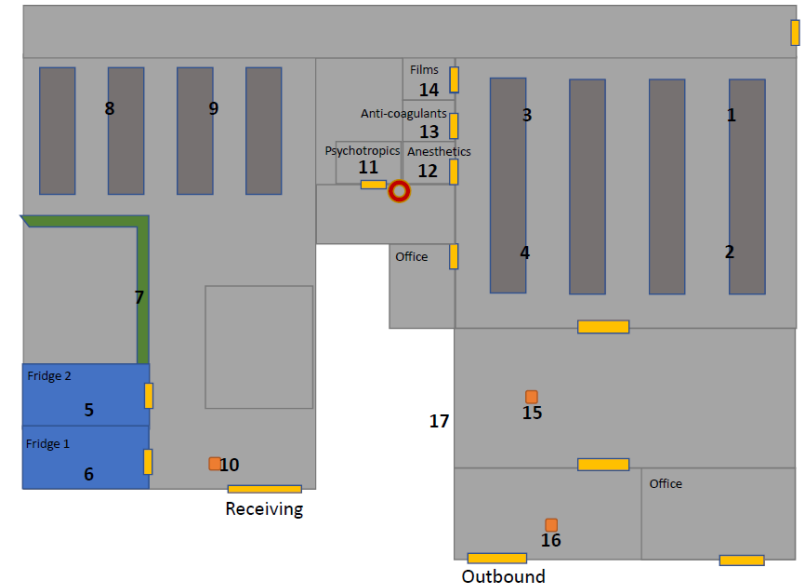 Films
14
8
9
3
1
Anti-coagulants
13
Psychotropics
Anesthetics
11
12
Office
4
2
7
Fridge 2
5
15
17
Fridge 1
6
10
Office
Receiving
16
Outbound